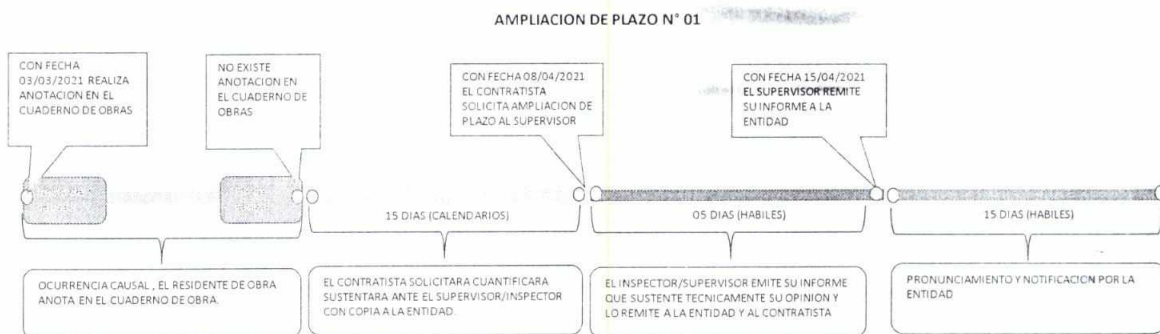 AMPLIACION DE PLAZO N° 01
CON FECHA
03/03/2021 REALIZA
ANOTACION EN EL
CUADERNO DE OBRAS
NO EXISTE
ANOTACION EN
EL CUADERNO DE
OBRAS
CON FECHA 08/04/2021
EL CONTRATISTA
SOLICITA AMPLIACION DE
PLAZO AL SUPERVISOR
CON FECHA 15/04/2021
EL SUPERVISOR REMITE
SU INFORME A LA
ENTIDAD
15 DIAS (CALENDARIOS)
05 DIAS (HABILES)
15 DIAS (HABILES)
OCURRENCIA CAUSAL , EL RESIDENTE DE OBRA
ANOTA EN EL CUADERNO DE OBRA.
EL CONTRATISTA SOLICITARA CUANTIFICARA
SUSTENTARA ANTE EL SUPERVISOR/INSPECTOR
CON COPIA A LA ENTIDAD.
EL INSPECTOR/SUPERVISOR EMITE SU INFORME
QUE SUSTENTE TECNICAMENTE SU OPINION Y
LO REMITE A LA ENTIDAD Y AL CONTRATISTA
PRONUNCIAMIENTO Y NOTIFICACION POR LA
ENTIDAD